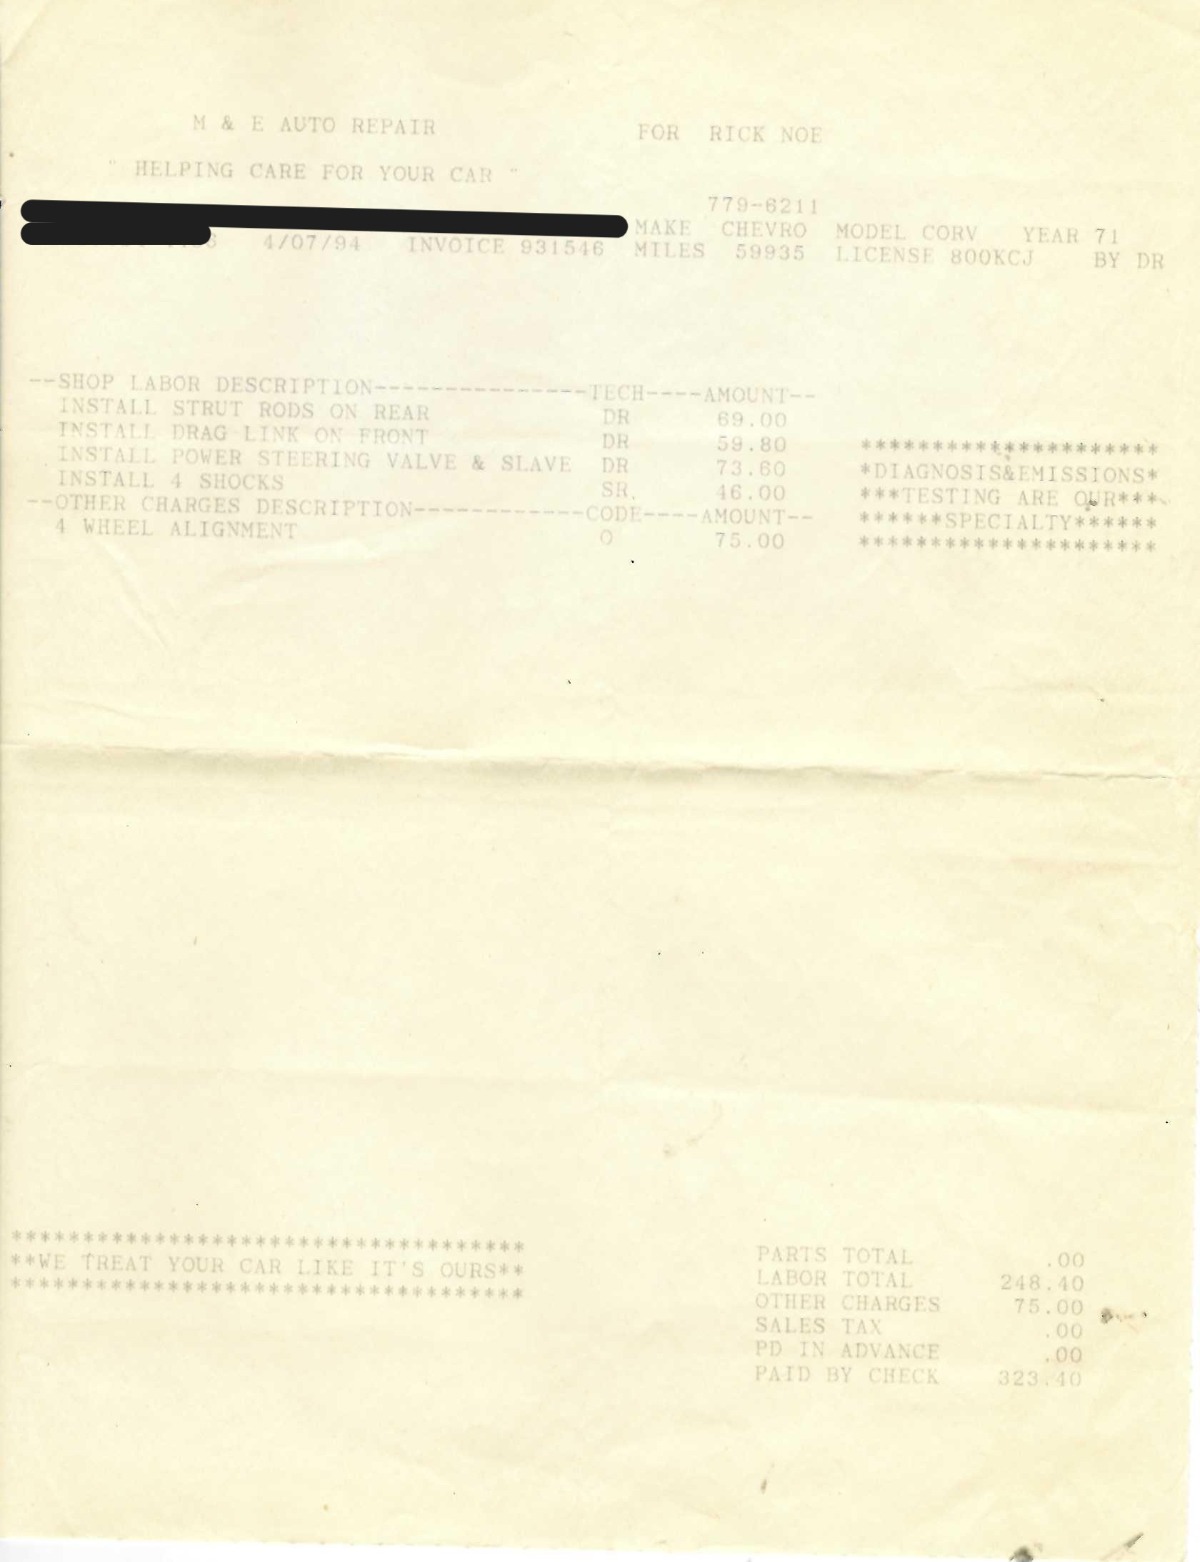 M & E AUTO REPAIR
FOR RICK NOE
" HELPING CARE FOR YOUR CAR "
779-6211
MAKE CHEVRO MODEL CORV YEAR 71
4/07/94 INVOICE 931546 MILES 59935 LICENSE 800KCJ BY DR
--SHOP LABOR DESCRIPTION---------------TECH----AMOUNT--
INSTALL STRUT RODS ON REAR DR 69.00
INSTALL DRAG LINK ON FRONT DR 59.80
INSTALL POWER STEERING VALVE & SLAVE DR 73.60
INSTALL 4 SHOCKS SR. 46.00
--OTHER CHARGES DESCRIPTION------------CODE----AMOUNT--
4 WHEEL ALIGNMENT O 75.00
*********************
*DIAGNOSIS&EMISSIONS*
***TESTING ARE OUR***
******SPECIALTY******
*********************
************************************
**WE TREAT YOUR CAR LIKE IT'S OURS**
************************************
PARTS TOTAL .00
LABOR TOTAL 248.40
OTHER CHARGES 75.00
SALES TAX .00
PD IN ADVANCE .00
PAID BY CHECK 323.40